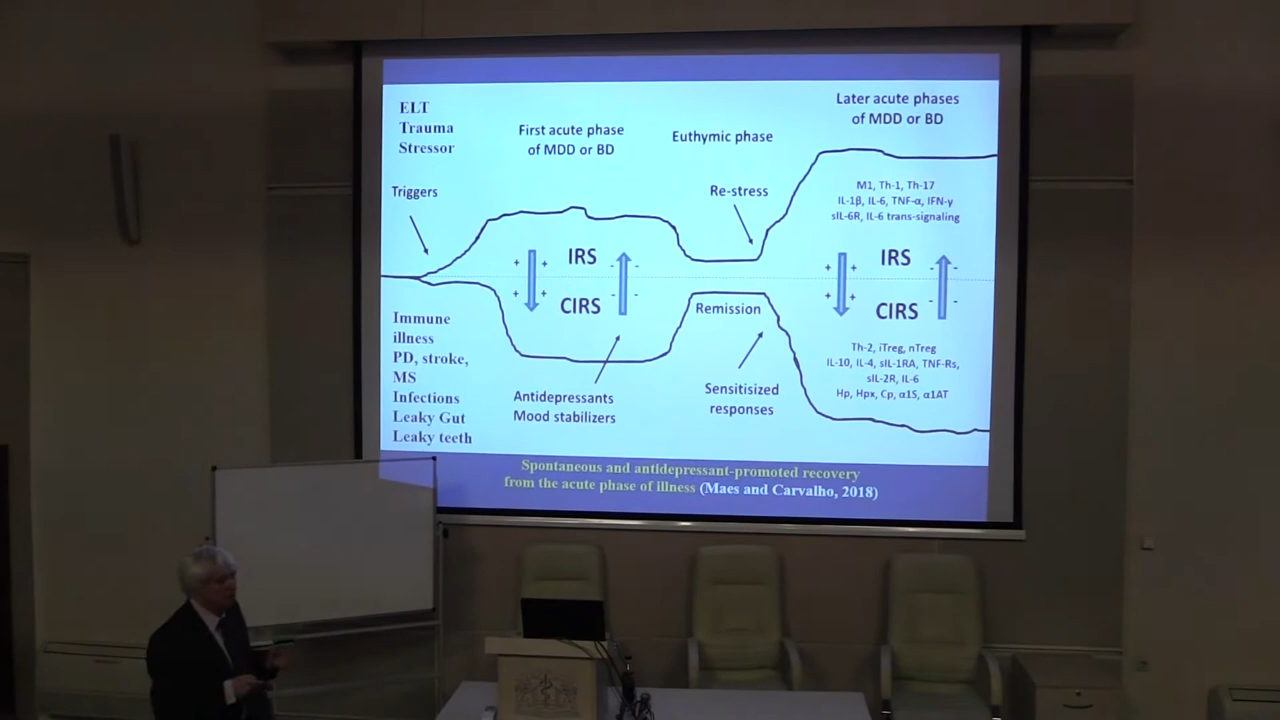 ELT
Trauma
Stressor
Triggers
First acute phase
of MDD or BD
Euthymic phase
Re-stress
Later acute phases
of MDD or BD
M1, Th-1, Th-17
IL-1β, IL-6, TNF-α, IFN-γ
sIL-6R, IL-6 trans-signaling
+ + IRS - -
+ + CIRS - -
+ + IRS - -
+ + CIRS - -
Remission
Th-2, iTreg, nTreg
IL-10, IL-4, sIL-1RA, TNF-Rs,
sIL-2R, IL-6
Hp, Hpx, Cp, α1S, α1AT
Immune
illness
PD, stroke,
MS
Infections
Leaky Gut
Leaky teeth
Antidepressants
Mood stabilizers
Sensitisized
responses
Spontaneous and antidepressant-promoted recovery
from the acute phase of illness (Maes and Carvalho, 2018)